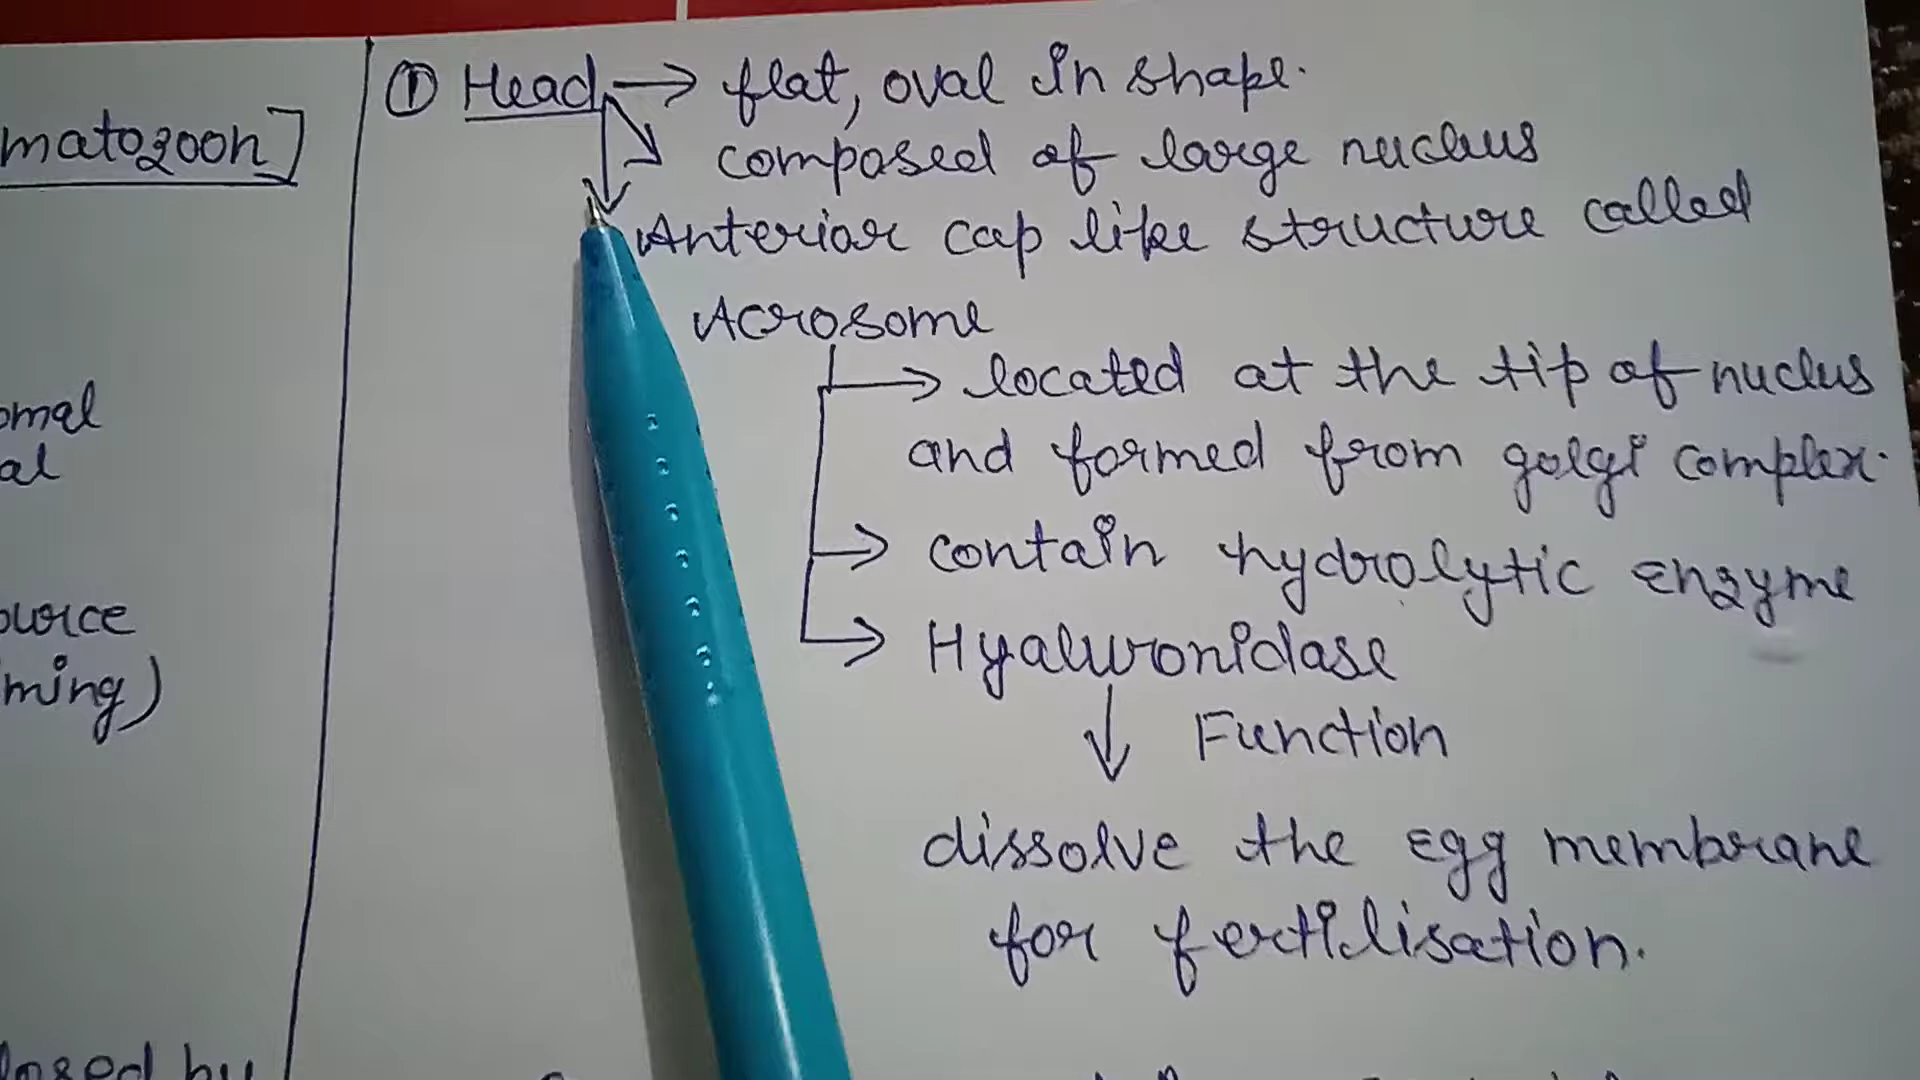 matozoon]
omal
al
ource
ming)
losed by
① Head → flat, oval in shape.
composed of large nucleus
Anterior cap like structure called
Acrosome
→ located at the tip of nuclus
and formed from golgi complex.
→ contain hydrolytic enzyme
→ Hyaluronidase
↓ Function
dissolve the egg membrane
for fertilisation.